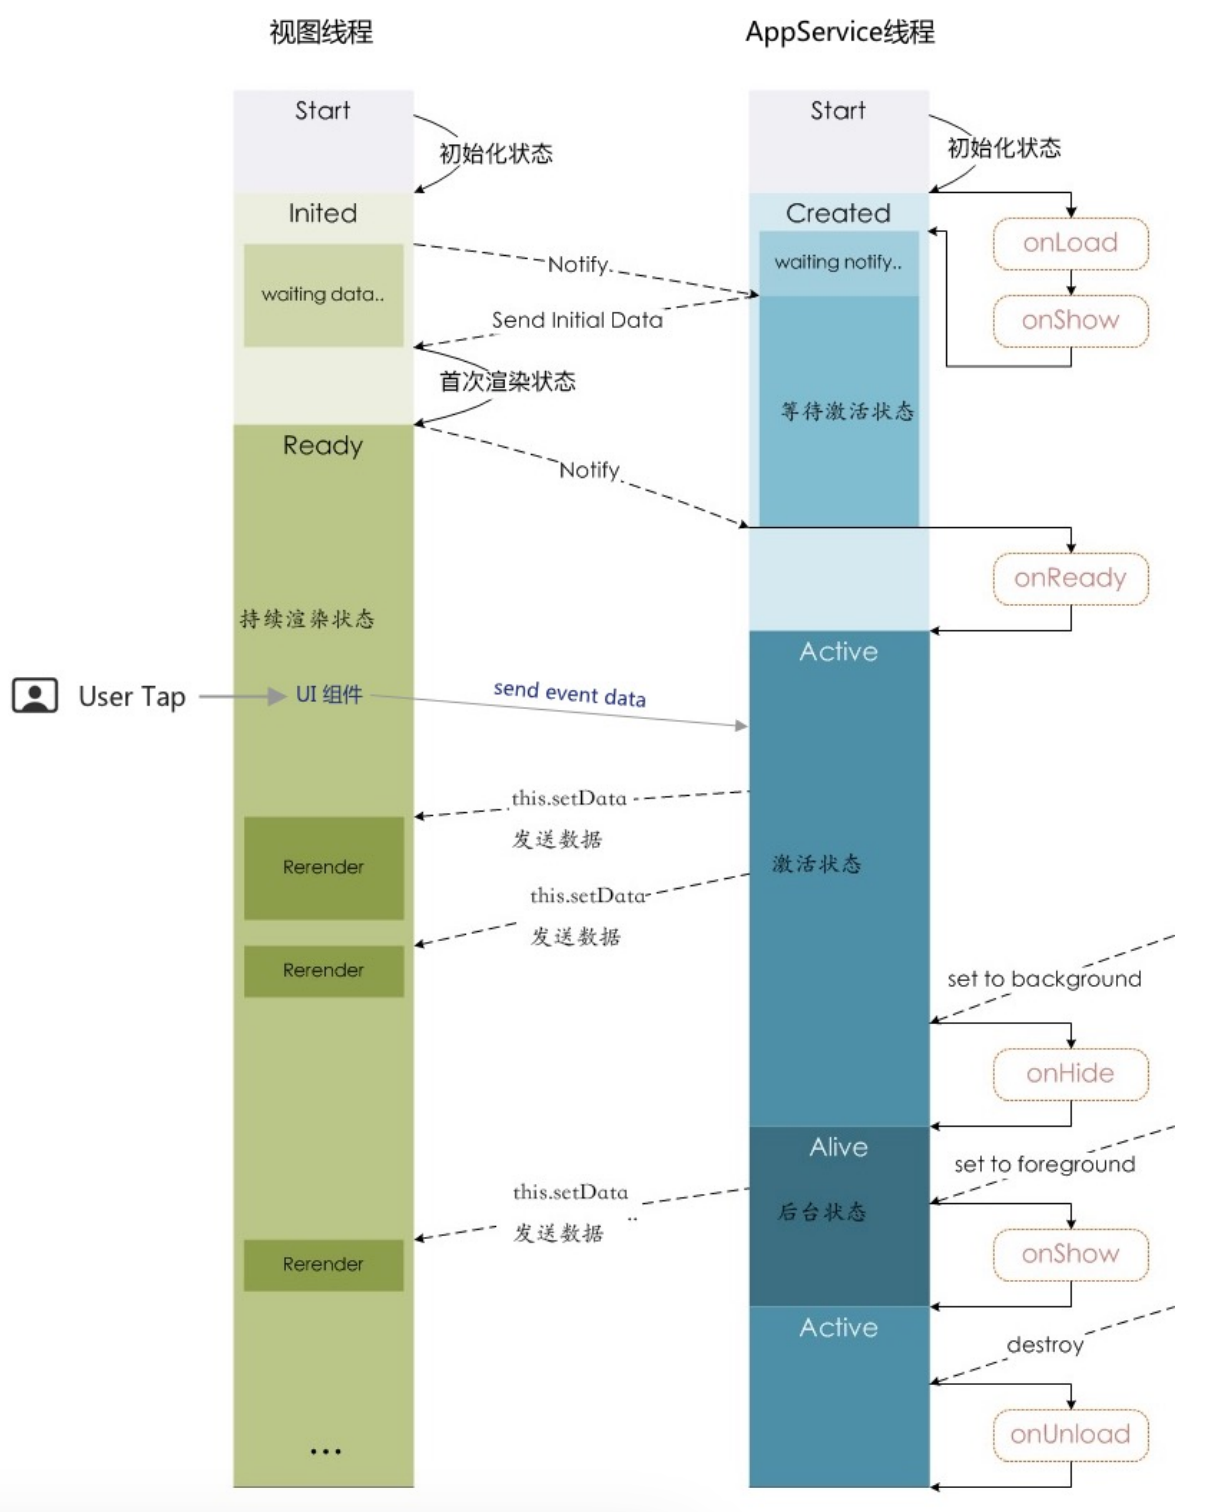 视图线程
AppService线程
Start
Start
初始化状态
初始化状态
Inited
Created
onLoad
Notify
waiting notify..
waiting data..
Send Initial Data
onShow
首次渲染状态
等待激活状态
Ready
Notify
onReady
持续渲染状态
Active
User Tap
UI 组件
send event data
this.setData
发送数据
Rerender
激活状态
this.setData
发送数据
Rerender
set to background
onHide
Alive
set to foreground
this.setData
..
发送数据
后台状态
onShow
Rerender
Active
destroy
onUnload
...